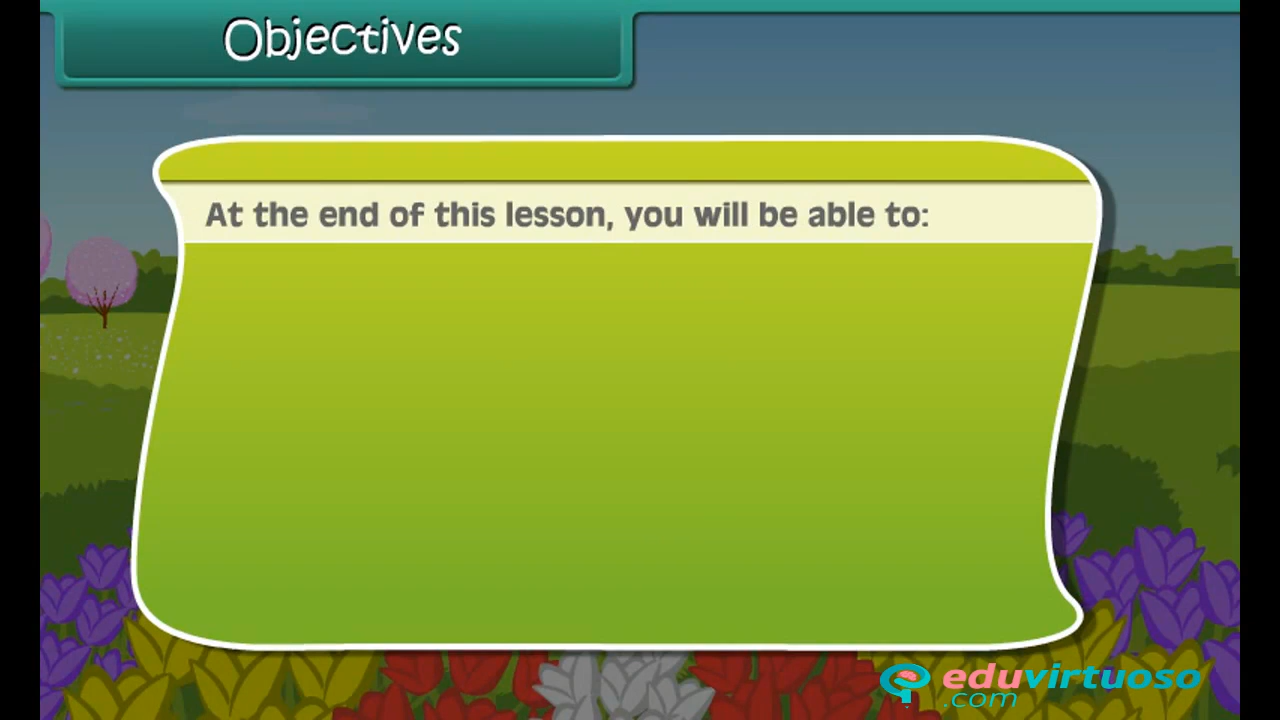 Objectives
At the end of this lesson, you will be able to:
eduvirtuoso
.com